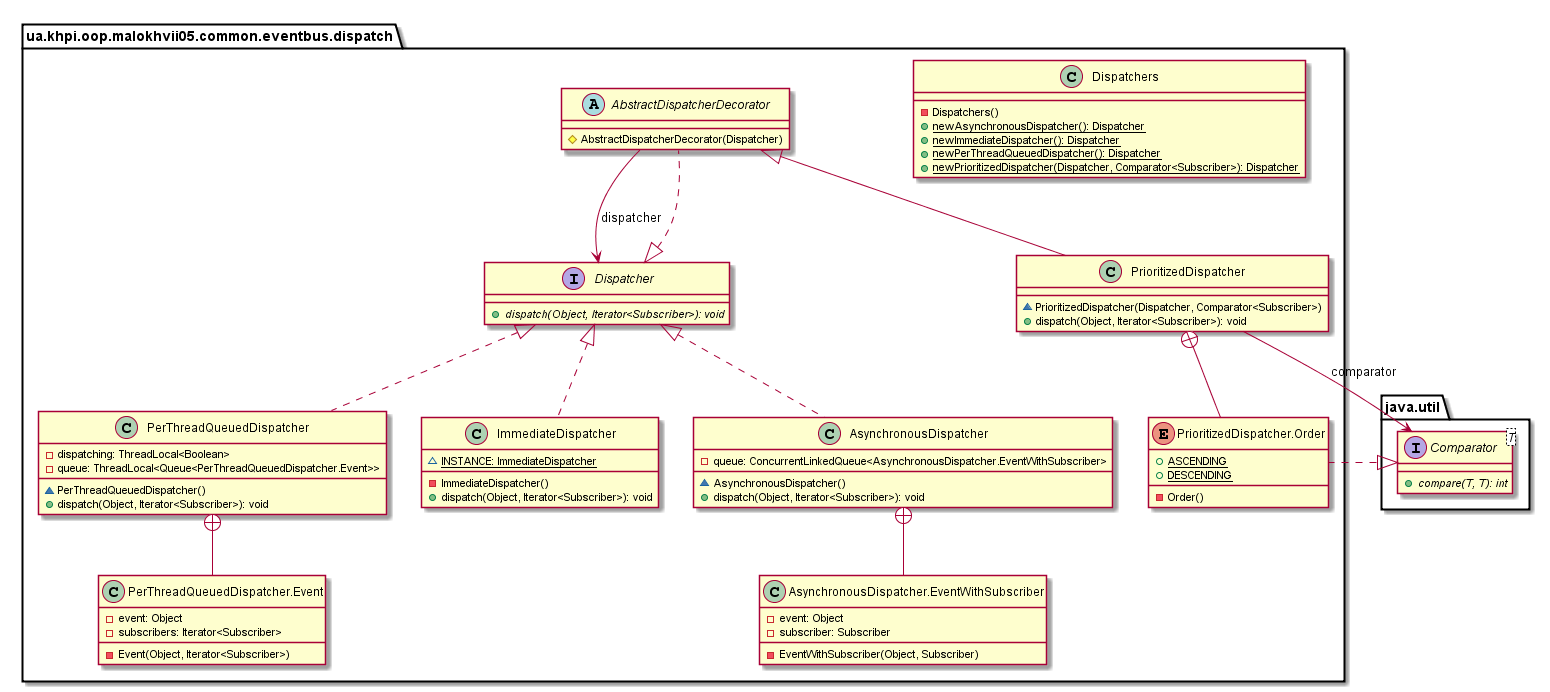 ua.khpi.oop.malokhvii05.common.eventbus.dispatch
C Dispatchers
Dispatchers()
newAsynchronousDispatcher(): Dispatcher
newImmediateDispatcher(): Dispatcher
newPerThreadQueuedDispatcher(): Dispatcher
newPrioritizedDispatcher(Dispatcher, Comparator<Subscriber>): Dispatcher
A AbstractDispatcherDecorator
AbstractDispatcherDecorator(Dispatcher)
dispatcher
I Dispatcher
dispatch(Object, Iterator<Subscriber>): void
C PrioritizedDispatcher
PrioritizedDispatcher(Dispatcher, Comparator<Subscriber>)
dispatch(Object, Iterator<Subscriber>): void
comparator
C PerThreadQueuedDispatcher
dispatching: ThreadLocal<Boolean>
queue: ThreadLocal<Queue<PerThreadQueuedDispatcher.Event>>
PerThreadQueuedDispatcher()
dispatch(Object, Iterator<Subscriber>): void
C ImmediateDispatcher
INSTANCE: ImmediateDispatcher
ImmediateDispatcher()
dispatch(Object, Iterator<Subscriber>): void
C AsynchronousDispatcher
queue: ConcurrentLinkedQueue<AsynchronousDispatcher.EventWithSubscriber>
AsynchronousDispatcher()
dispatch(Object, Iterator<Subscriber>): void
E PrioritizedDispatcher.Order
ASCENDING
DESCENDING
Order()
java.util
I Comparator
T
compare(T, T): int
C PerThreadQueuedDispatcher.Event
event: Object
subscribers: Iterator<Subscriber>
Event(Object, Iterator<Subscriber>)
C AsynchronousDispatcher.EventWithSubscriber
event: Object
subscriber: Subscriber
EventWithSubscriber(Object, Subscriber)